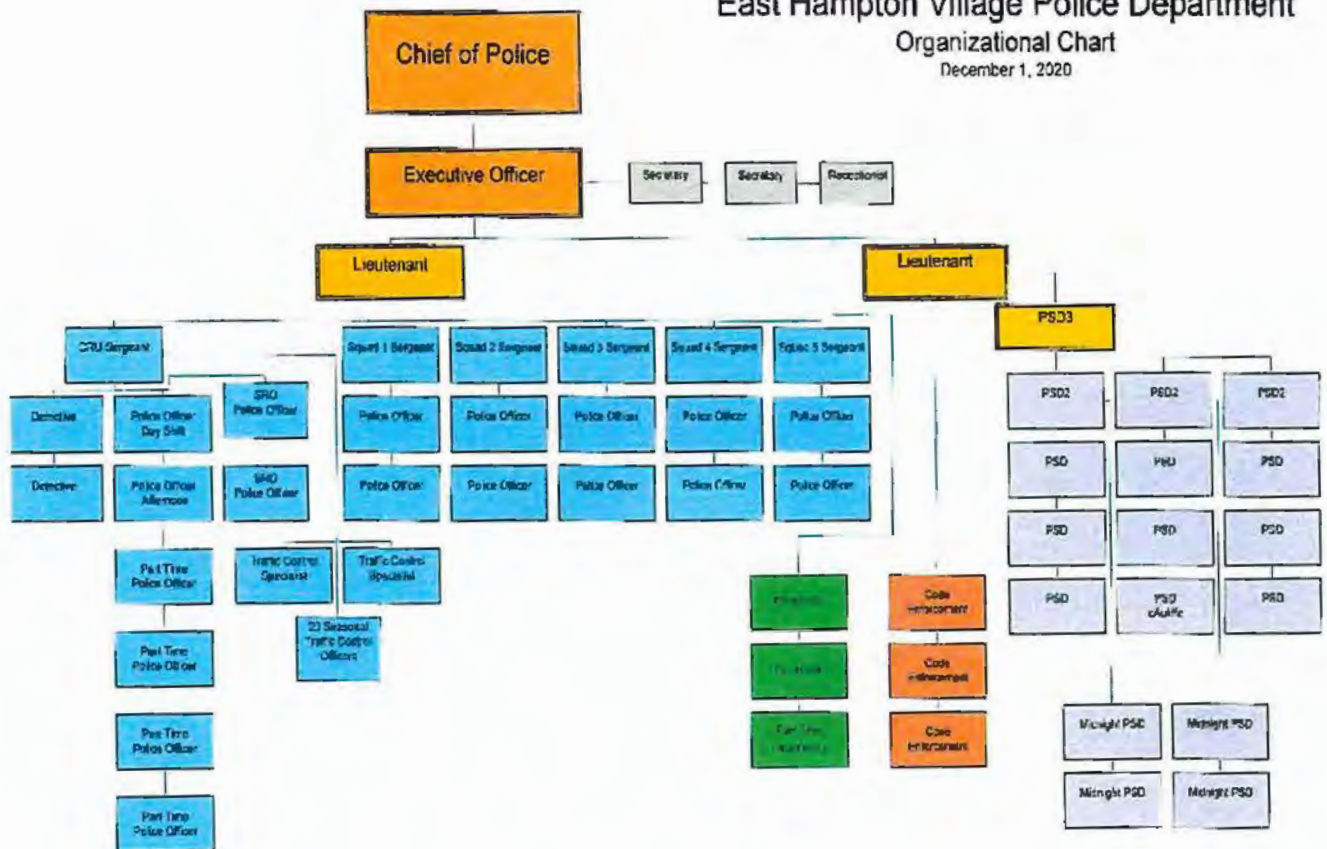 East Hampton Village Police Department
Organizational Chart
December 1, 2020
Chief of Police
Executive Officer
Secretary
Secretary
Receptionist
Lieutenant
Lieutenant
PSD3
Sergeant
Squad 1 Sergeant
Squad 2 Sergeant
Squad 3 Sergeant
Squad 4 Sergeant
Squad 5 Sergeant
Detective
Police Officer
Day Shift
SRO
Police Officer
Police Officer
Police Officer
Police Officer
Police Officer
Police Officer
PSD2
PSD2
PSD2
Detective
Police Officer
Afternoon
Police Officer
Police Officer
Police Officer
Police Officer
Police Officer
Police Officer
PSD
PSD
PSD
PSD
PSD
PSD
Part Time
Police Officer
Traffic Control
Specialist
Traffic Control
Specialist
Code
Enforcement
PSD
PSD
PSD
Seasonal
Traffic Control
Officers
Part Time
Police Officer
Code
Enforcement
Part Time
Police Officer
Part Time
Code
Enforcement
Midnight PSD
Midnight PSD
Midnight PSD
Midnight PSD
Part Time
Police Officer